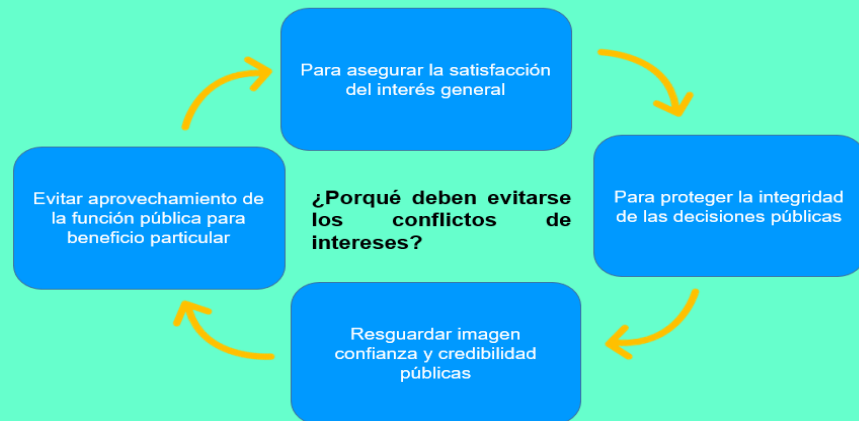 Para asegurar la satisfacción
del interés general
Evitar aprovechamiento de
la función pública para
beneficio particular
¿Porqué deben evitarse
los conflictos de
intereses?
Para proteger la integridad
de las decisiones públicas
Resguardar imagen
confianza y credibilidad
públicas